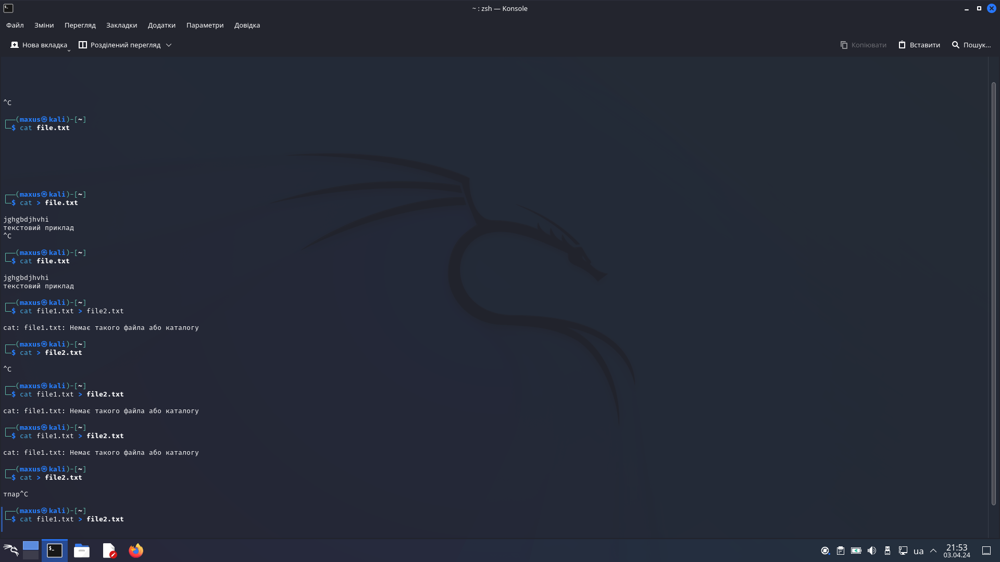 ~ : zsh — Konsole
Файл Зміни Перегляд Закладки Додатки Параметри Довідка
Нова вкладка Розділений перегляд Копіювати Вставити Пошук...
^C
┌──(maxus㉿kali)-[~]
└─$ cat file.txt
┌──(maxus㉿kali)-[~]
└─$ cat > file.txt
jghgbdjhvhi
текстовий приклад
^C
┌──(maxus㉿kali)-[~]
└─$ cat file.txt
jghgbdjhvhi
текстовий приклад
┌──(maxus㉿kali)-[~]
└─$ cat file1.txt > file2.txt
cat: file1.txt: Немає такого файла або каталогу
┌──(maxus㉿kali)-[~]
└─$ cat > file2.txt
^C
┌──(maxus㉿kali)-[~]
└─$ cat file1.txt > file2.txt
cat: file1.txt: Немає такого файла або каталогу
┌──(maxus㉿kali)-[~]
└─$ cat file1.txt > file2.txt
cat: file1.txt: Немає такого файла або каталогу
┌──(maxus㉿kali)-[~]
└─$ cat > file2.txt
тпар^C
┌──(maxus㉿kali)-[~]
└─$ cat file1.txt > file2.txt
ua 21:53
03.04.24